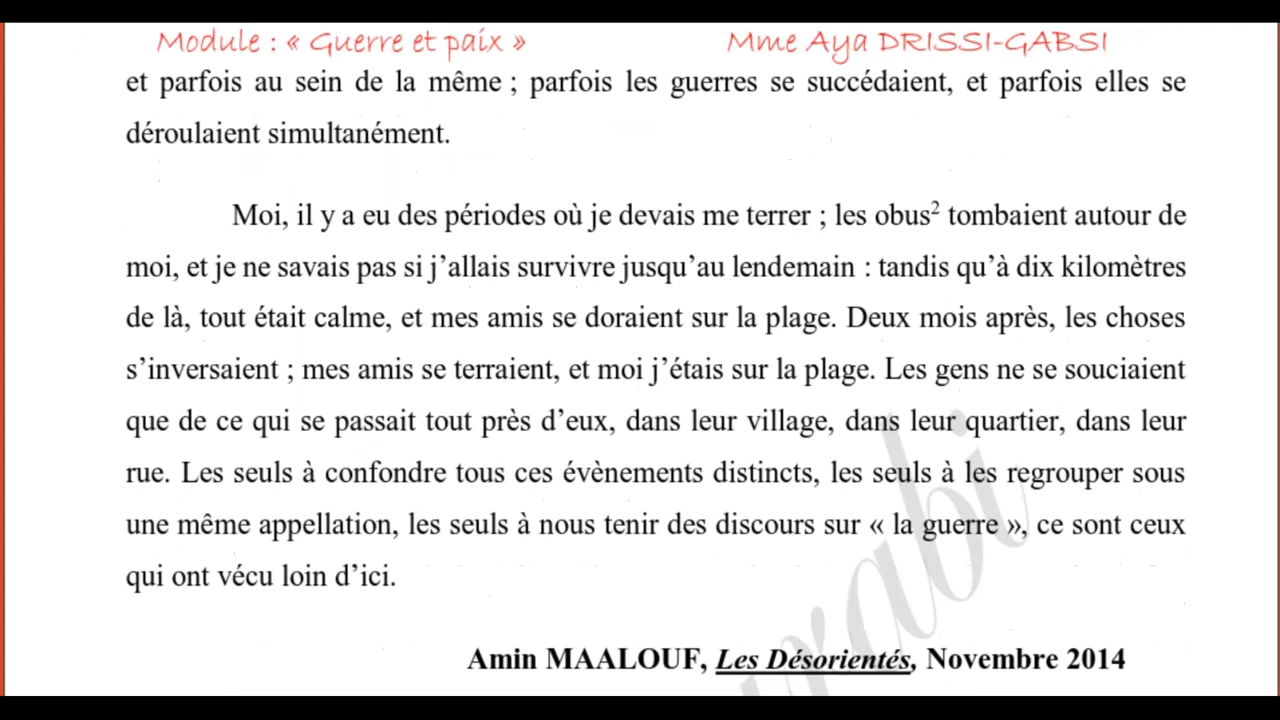 Module : « Guerre et paix » Mme Aya DRISSI-GABSI
et parfois au sein de la même ; parfois les guerres se succédaient, et parfois elles se
déroulaient simultanément.
Moi, il y a eu des périodes où je devais me terrer ; les obus² tombaient autour de
moi, et je ne savais pas si j’allais survivre jusqu’au lendemain : tandis qu’à dix kilomètres
de là, tout était calme, et mes amis se doraient sur la plage. Deux mois après, les choses
s’inversaient ; mes amis se terraient, et moi j’étais sur la plage. Les gens ne se souciaient
que de ce qui se passait tout près d’eux, dans leur village, dans leur quartier, dans leur
rue. Les seuls à confondre tous ces évènements distincts, les seuls à les regrouper sous
une même appellation, les seuls à nous tenir des discours sur « la guerre », ce sont ceux
qui ont vécu loin d’ici.
Amin MAALOUF, Les Désorientés, Novembre 2014